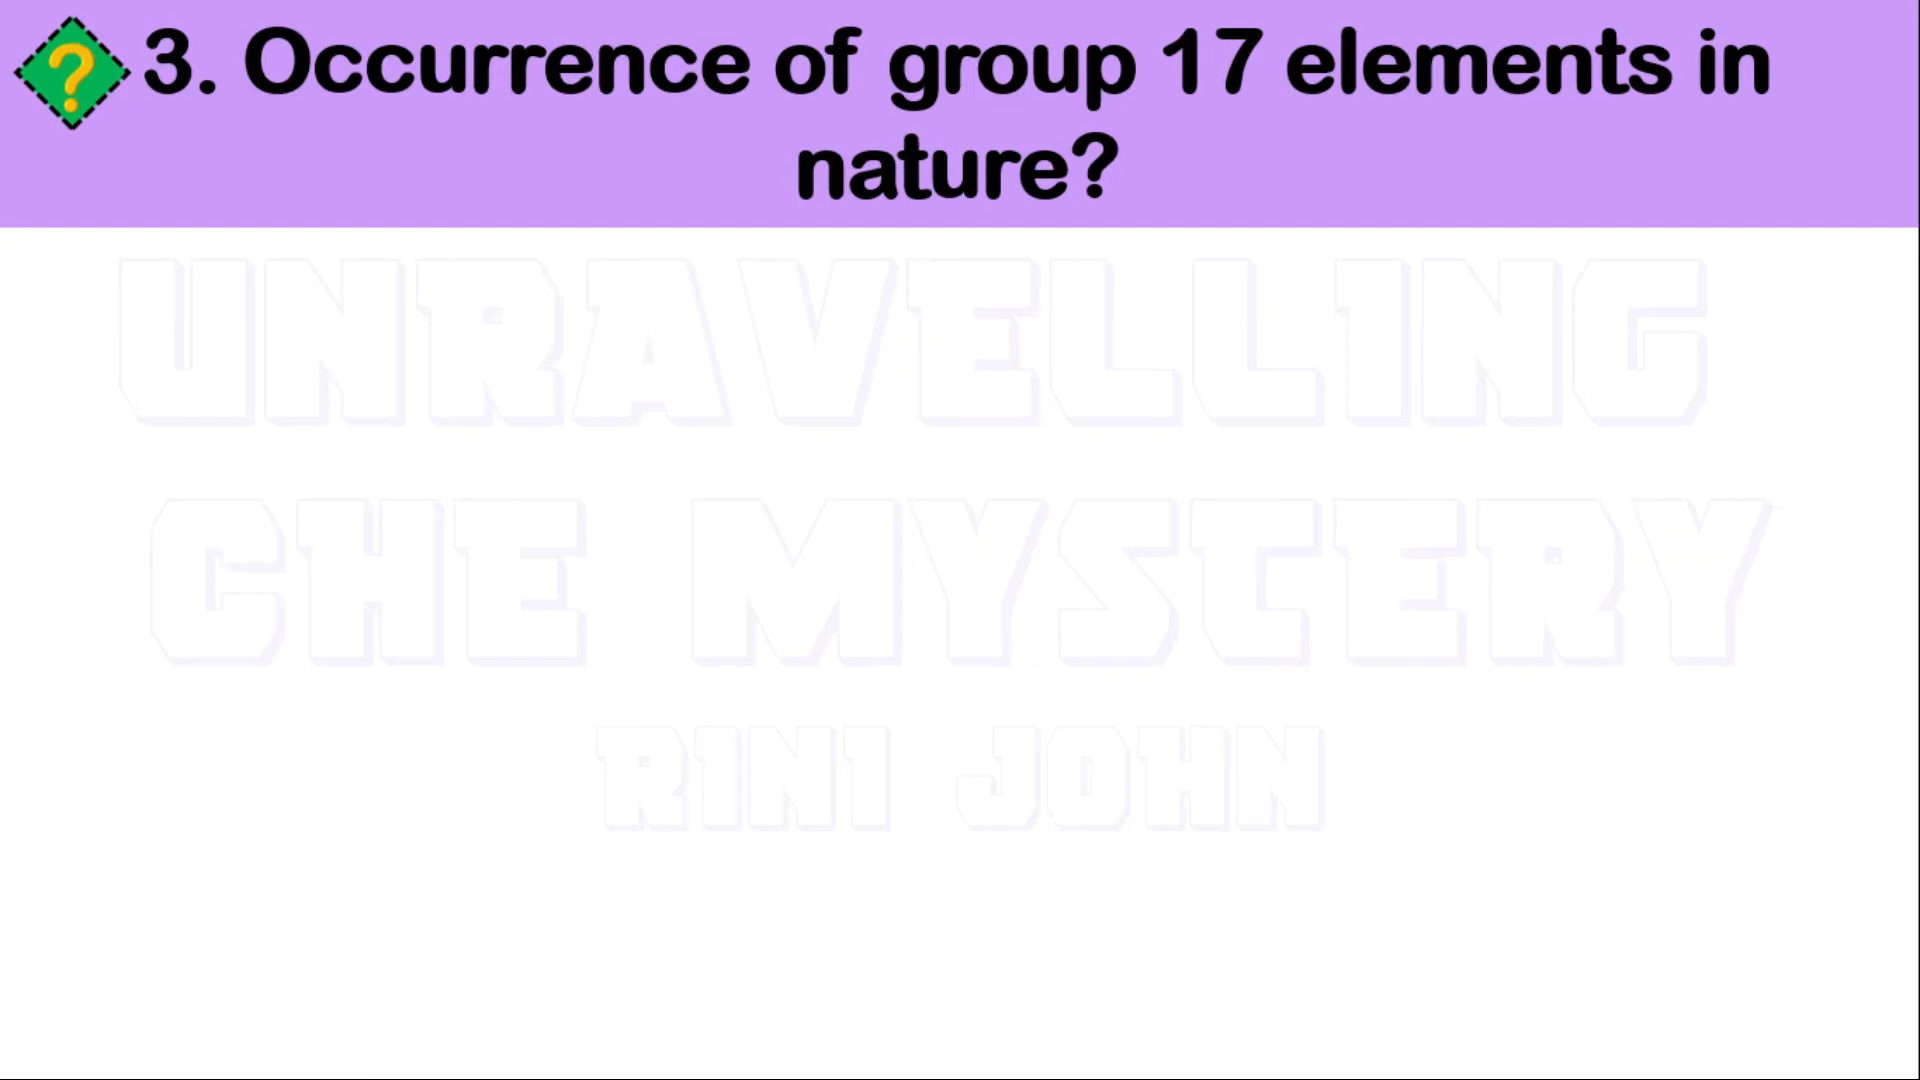 3. Occurrence of group 17 elements in
nature?
UNRAVELLING
THE MYSTERY
RINI JOHN